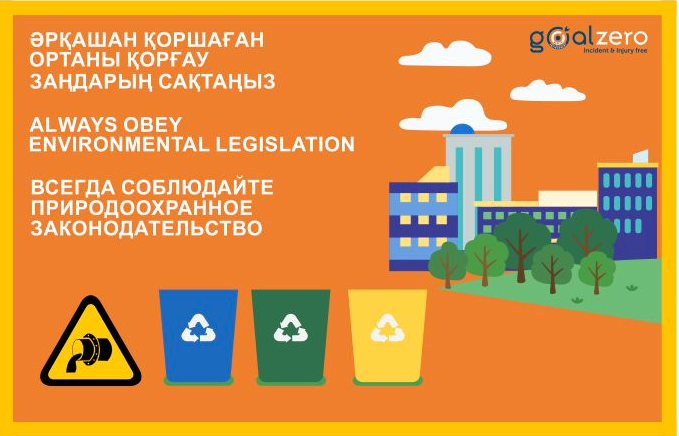 ӘРҚАШАН ҚОРШАҒАН
ОРТАНЫ ҚОРҒАУ
ЗАҢДАРЫН САҚТАҢЫЗ
ALWAYS OBEY
ENVIRONMENTAL LEGISLATION
ВСЕГДА СОБЛЮДАЙТЕ
ПРИРОДООХРАННОЕ
ЗАКОНОДАТЕЛЬСТВО
goalzero
Incident & Injury free